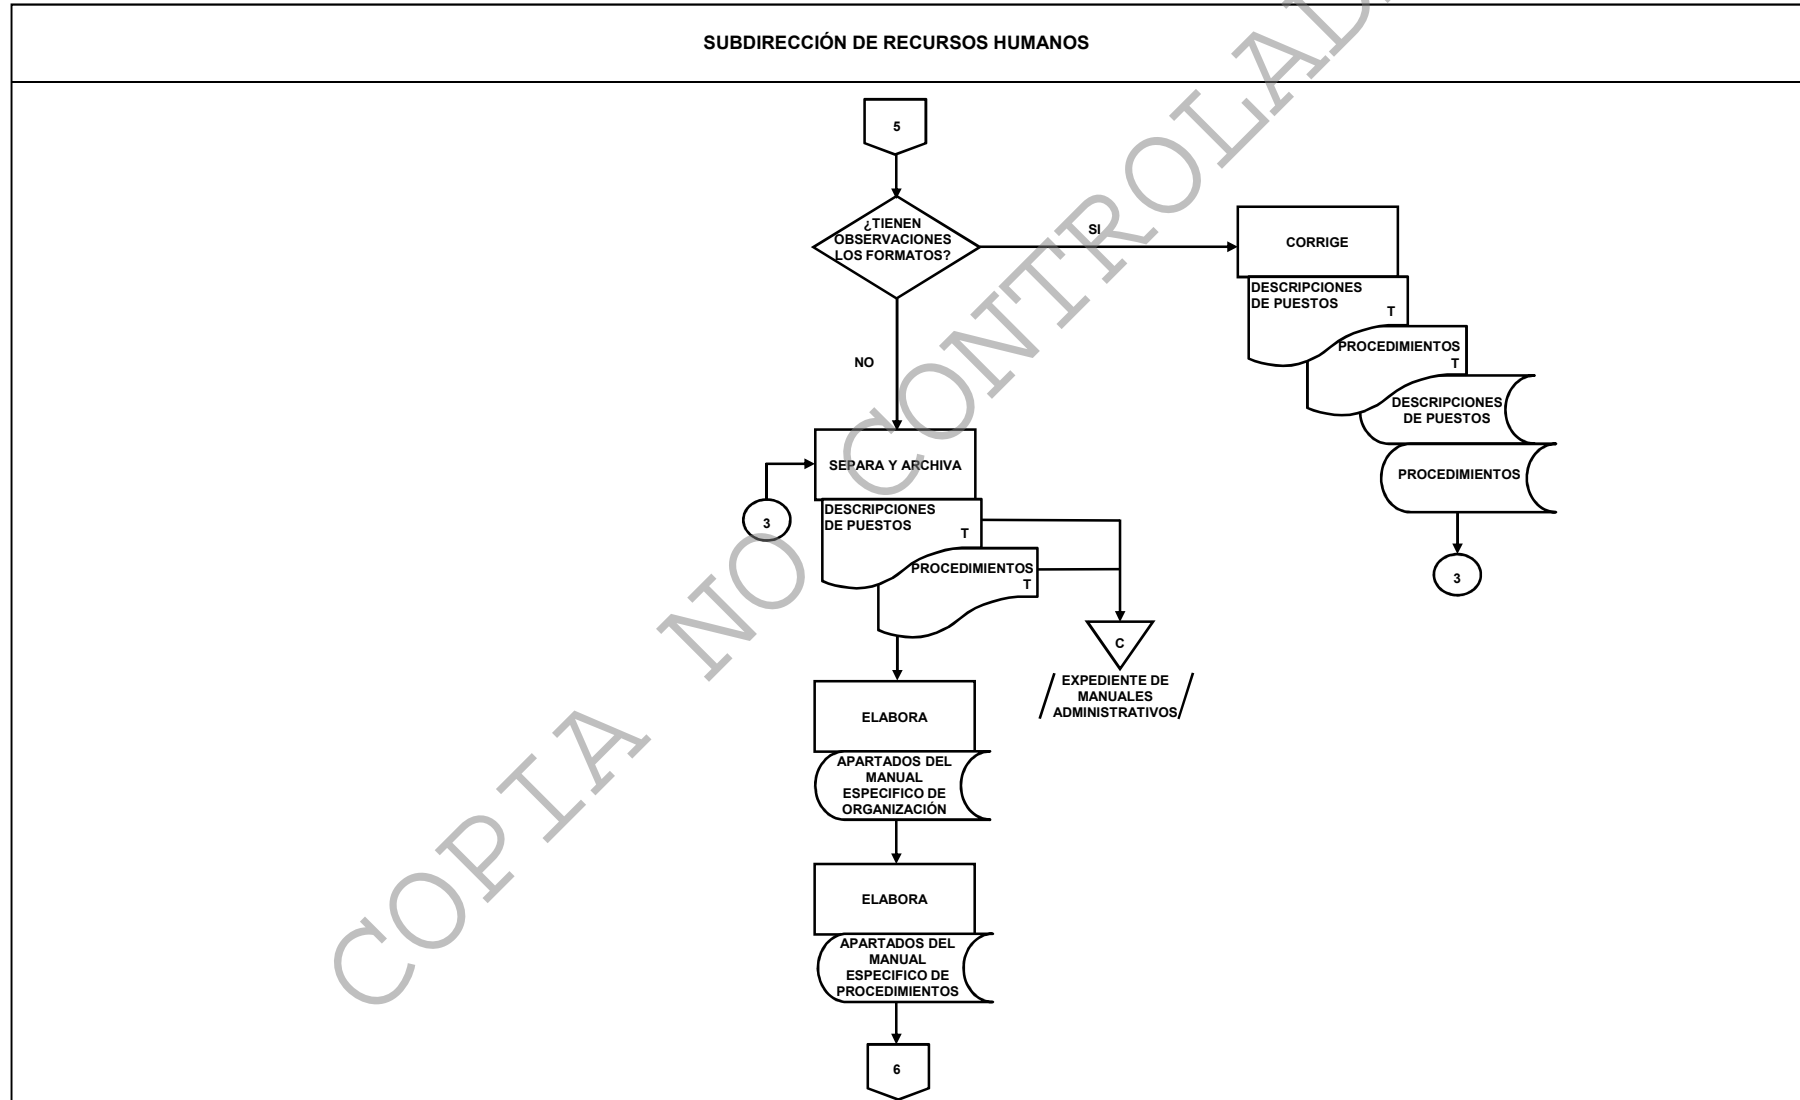 SUBDIRECCIÓN DE RECURSOS HUMANOS
5
¿TIENEN
OBSERVACIONES
LOS FORMATOS?
SI
CORRIGE
DESCRIPCIONES
DE PUESTOS
T
PROCEDIMIENTOS
T
DESCRIPCIONES
DE PUESTOS
PROCEDIMIENTOS
3
NO
SEPARA Y ARCHIVA
3
DESCRIPCIONES
DE PUESTOS
T
PROCEDIMIENTOS
T
C
EXPEDIENTE DE
MANUALES
ADMINISTRATIVOS
ELABORA
APARTADOS DEL
MANUAL
ESPECIFICO DE
ORGANIZACIÓN
ELABORA
APARTADOS DEL
MANUAL
ESPECIFICO DE
PROCEDIMIENTOS
6
COPIA NO CONTROLAD